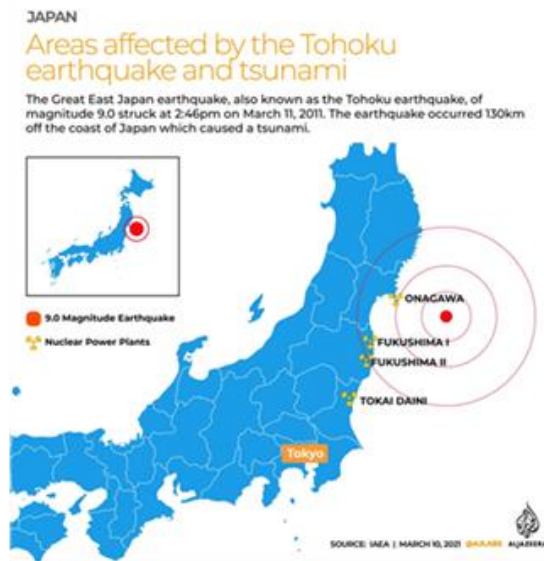 JAPAN
Areas affected by the Tohoku
earthquake and tsunami
The Great East Japan earthquake, also known as the Tohoku earthquake, of
magnitude 9.0 struck at 2:46pm on March 11, 2011. The earthquake occurred 130km
off the coast of Japan which caused a tsunami.
ONAGAWA
9.0 Magnitude Earthquake
Nuclear Power Plants
FUKUSHIMA I
FUKUSHIMA II
TOKAI DAINI
Tokyo
SOURCE: IAEA | MARCH 10, 2021 @AJLABS ALJAZEERA